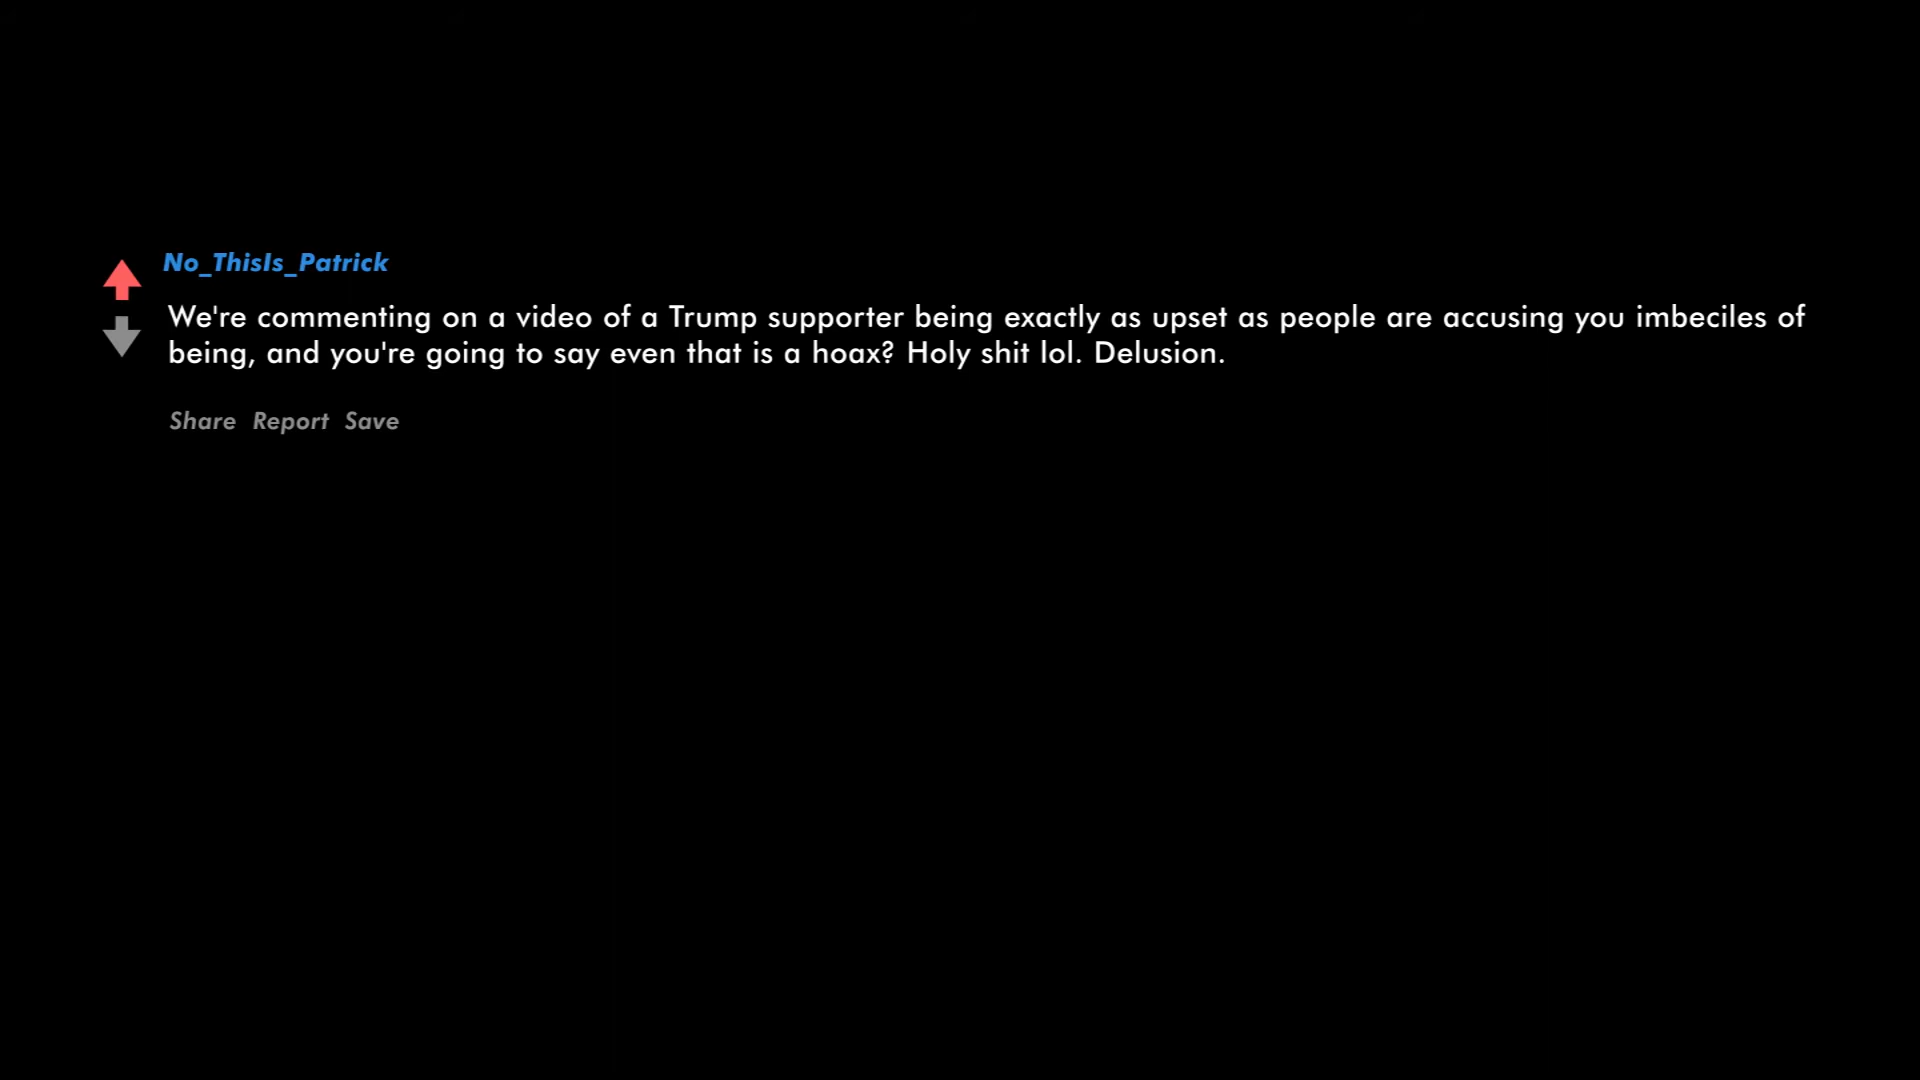 No_ThisIs_Patrick
We're commenting on a video of a Trump supporter being exactly as upset as people are accusing you imbeciles of
being, and you're going to say even that is a hoax? Holy shit lol. Delusion.
Share Report Save